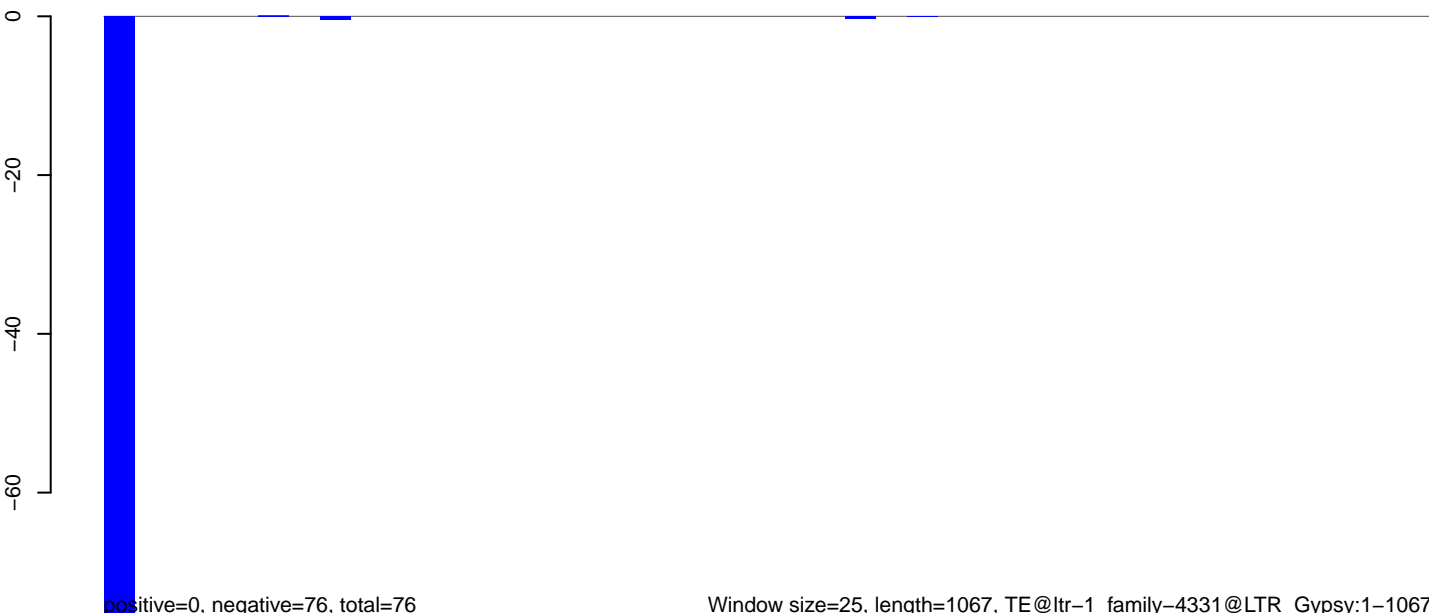 0
−20
−40
−60
positive=0, negative=76, total=76
Window size=25, length=1067, TE@ltr−1_family−4331@LTR_Gypsy:1−1067